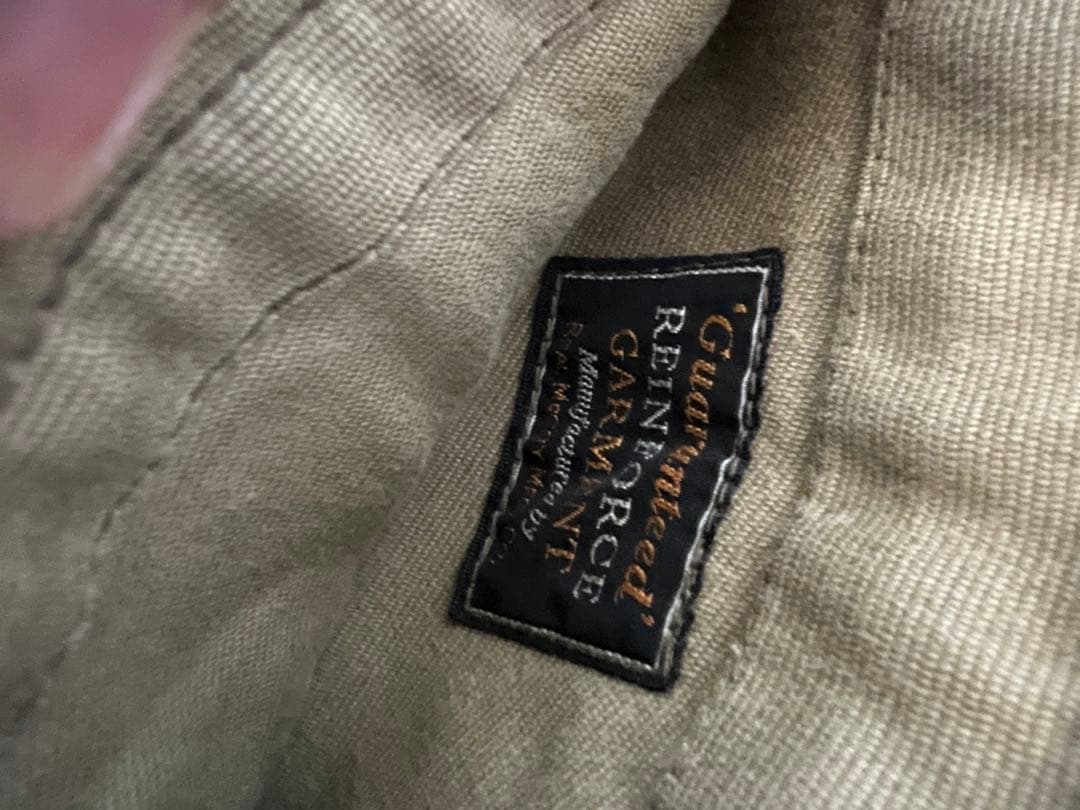 'Guaranteed'
REINFORCE
GARMENT
Manufactured by